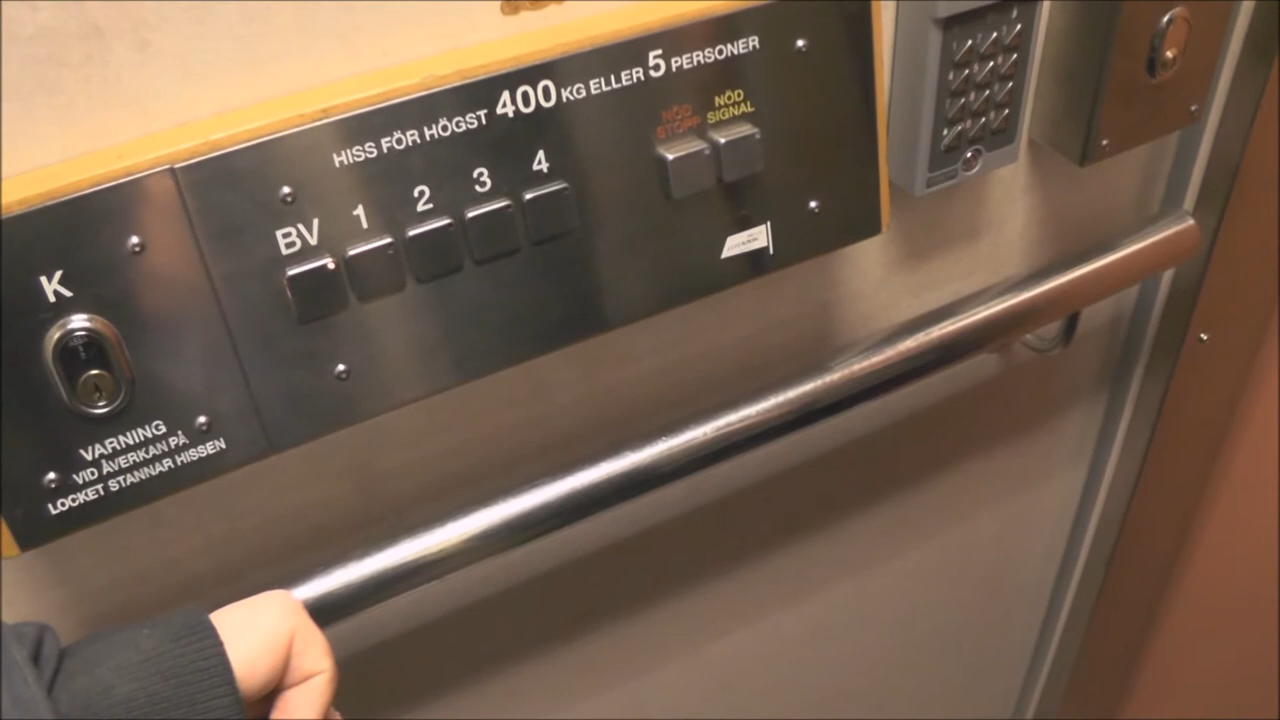 HISS FÖR HÖGST 400 KG ELLER 5 PERSONER
NÖD STOPP
NÖD SIGNAL
BV 1 2 3 4
K
VARNING
VID ÅVERKAN PÅ
LOCKET STANNAR HISSEN